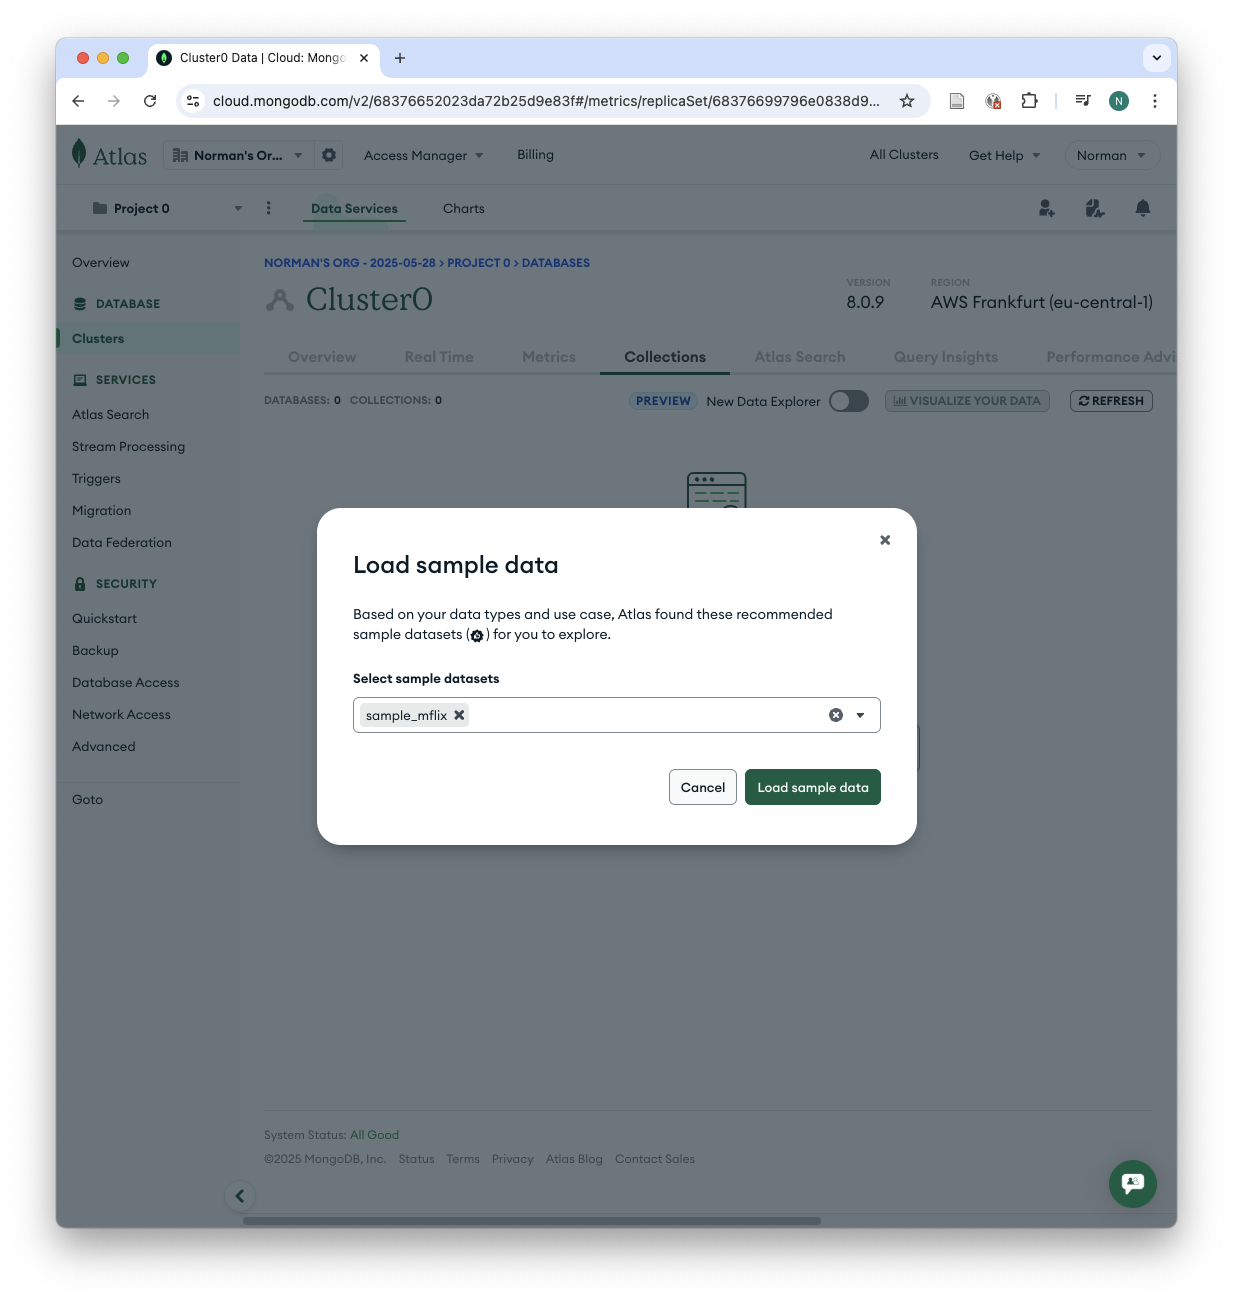 Cluster0 Data | Cloud: Mongo
cloud.mongodb.com/v2/68376652023da72b25d9e83f#/metrics/replicaSet/68376699796e0838d9...
N
Atlas
Norman's Or...
Access Manager
Billing
All Clusters
Get Help
Norman
Project 0
Data Services
Charts
Overview
DATABASE
Clusters
SERVICES
Atlas Search
Stream Processing
Triggers
Migration
Data Federation
SECURITY
Quickstart
Backup
Database Access
Network Access
Advanced
Goto
NORMAN'S ORG - 2025-05-28 > PROJECT 0 > DATABASES
Cluster0
VERSION
8.0.9
REGION
AWS Frankfurt (eu-central-1)
Overview
Real Time
Metrics
Collections
Atlas Search
Query Insights
Performance Advi
DATABASES: 0 COLLECTIONS: 0
PREVIEW
New Data Explorer
VISUALIZE YOUR DATA
REFRESH
Load sample data
Based on your data types and use case, Atlas found these recommended
sample datasets ( ) for you to explore.
Select sample datasets
sample_mflix
Cancel
Load sample data
System Status: All Good
©2025 MongoDB, Inc. Status Terms Privacy Atlas Blog Contact Sales